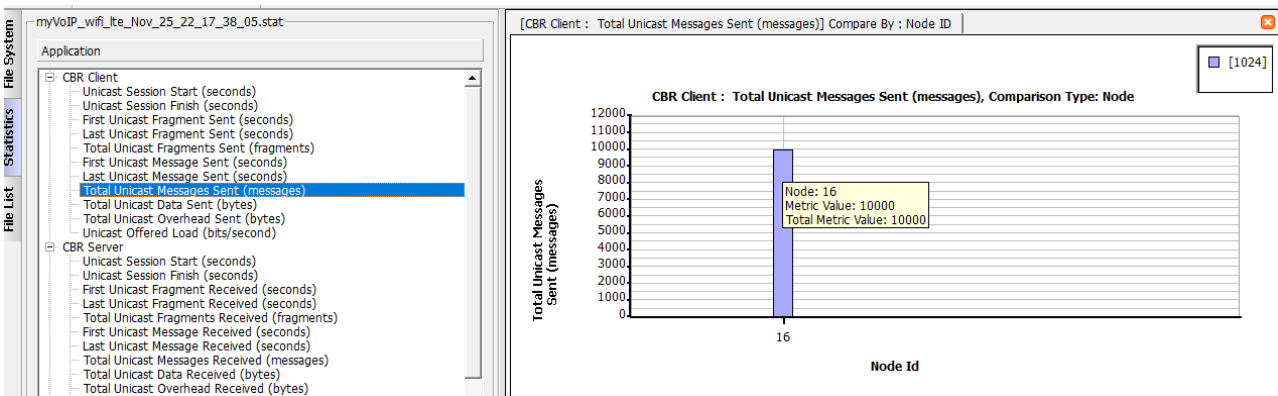 File System
Statistics
File List
myVoIP_wifi_lte_Nov_25_22_17_38_05.stat
Application
CBR Client
Unicast Session Start (seconds)
Unicast Session Finish (seconds)
First Unicast Fragment Sent (seconds)
Last Unicast Fragment Sent (seconds)
Total Unicast Fragments Sent (fragments)
First Unicast Message Sent (seconds)
Last Unicast Message Sent (seconds)
Total Unicast Messages Sent (messages)
Total Unicast Data Sent (bytes)
Total Unicast Overhead Sent (bytes)
Unicast Offered Load (bits/second)
CBR Server
Unicast Session Start (seconds)
Unicast Session Finish (seconds)
First Unicast Fragment Received (seconds)
Last Unicast Fragment Received (seconds)
Total Unicast Fragments Received (fragments)
First Unicast Message Received (seconds)
Last Unicast Message Received (seconds)
Total Unicast Messages Received (messages)
Total Unicast Data Received (bytes)
Total Unicast Overhead Received (bytes)
[CBR Client : Total Unicast Messages Sent (messages)] Compare By : Node ID
[1024]
CBR Client : Total Unicast Messages Sent (messages), Comparison Type: Node
Total Unicast Messages
Sent (messages)
12000
11000
10000
9000
8000
7000
6000
5000
4000
3000
2000
1000
0
Node: 16
Metric Value: 10000
Total Metric Value: 10000
16
Node Id